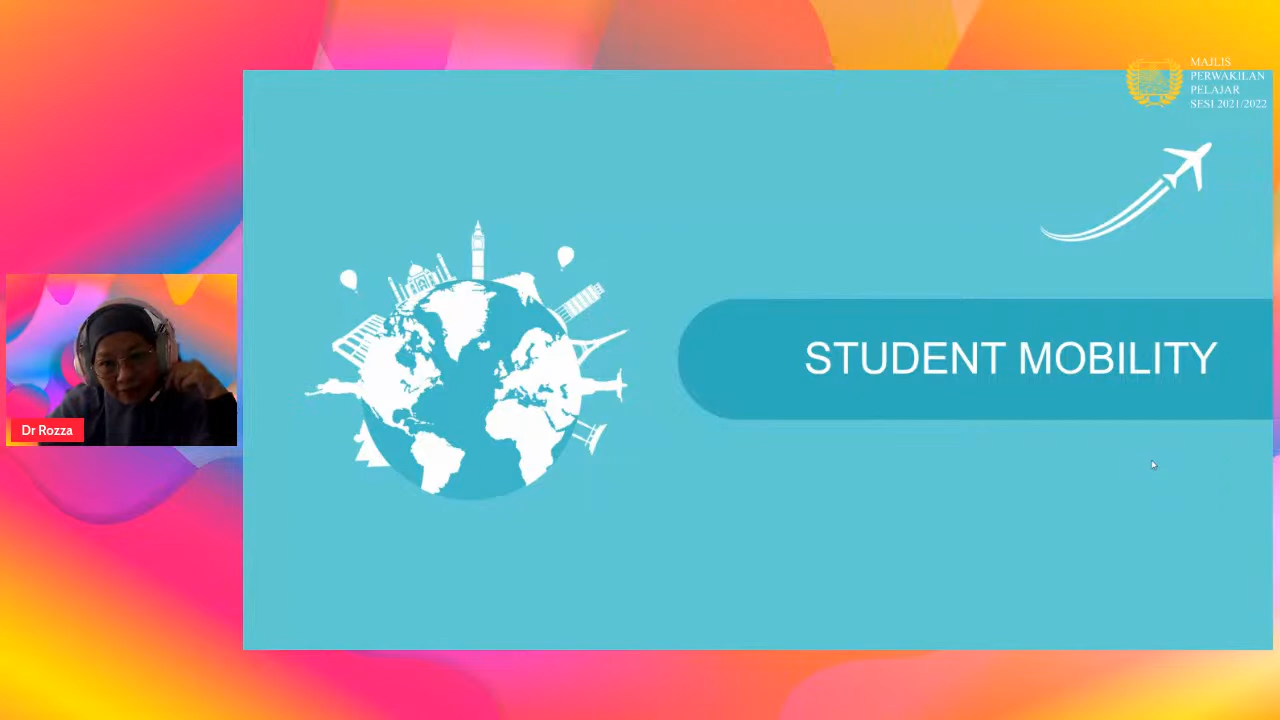 MAJLIS
PERWAKILAN
PELAJAR
SESI 2021/2022
STUDENT MOBILITY
Dr Rozza